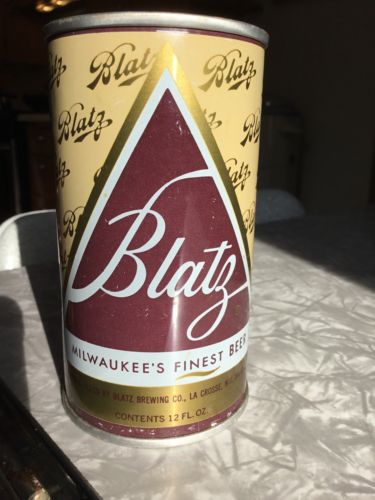 Blatz Blatz
Blatz
Blatz
Blatz
Blatz
Blatz
MILWAUKEE'S FINEST BEER
BY BLATZ BREWING CO., LA CROSSE,
CONTENTS 12 FL. OZ.